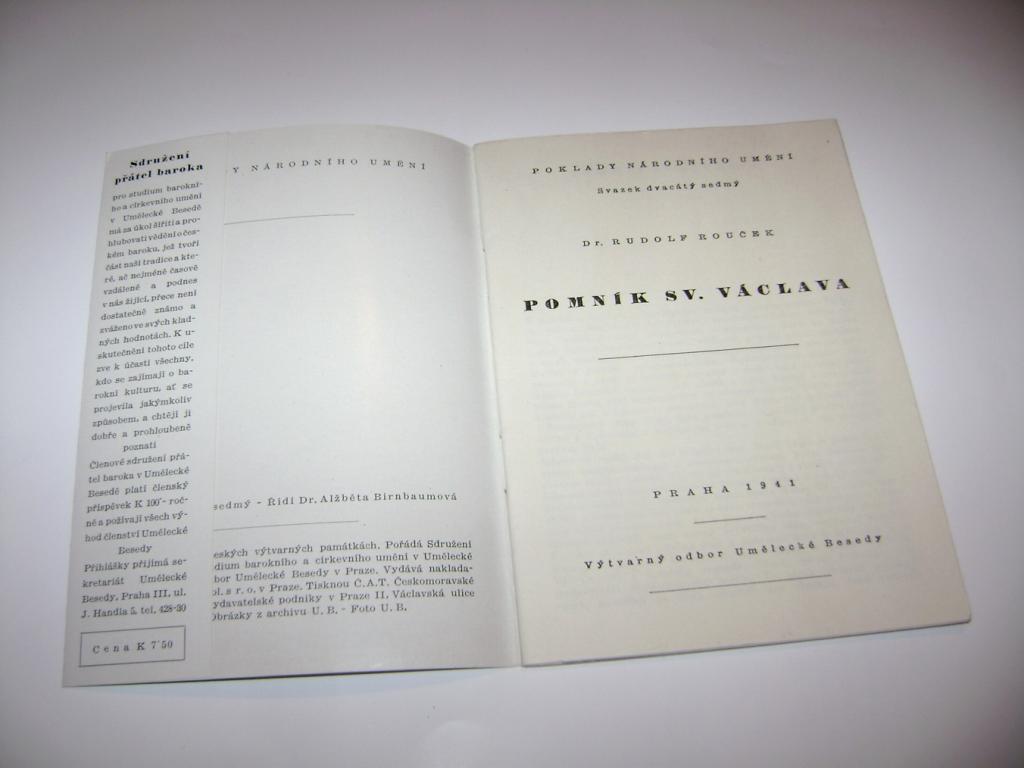 Sdružení
přátel baroka
pro studium barokní-
ho a církevního umění
v Umělecké Besedě
má za úkol šířiti a pro-
hlubovati vědění o čes-
kém baroku, jež tvoří
část naší tradice a kte-
ré, ač nejméně časově
vzdálené a podnes
v nás žijící, přece není
dostatečně známo a
zváženo ve svých klad-
ných hodnotách. K u-
skutečnění tohoto cíle
zve k účasti všechny,
kdo se zajímají o ba-
rokní kulturu, ať se
projevila jakýmkoliv
způsobem, a chtějí ji
dobře a prohloubeně
poznati
Členové sdružení přá-
tel baroka v Umělecké
Besedě platí členský
příspěvek K 100'- roč-
ně a požívají všech vý-
hod členství Umělecké
Besedy
Přihlášky přijímá se-
kretariát Umělecké
Besedy, Praha III, ul.
J. Handla 5, tel. 428-30
Cena K 7'50
Y NÁRODNÍHO UMĚNÍ
sedmý - Řídí Dr. Alžběta Birnbaumová
eských výtvarných památkách. Pořádá Sdružení
dium barokního a církevního umění v Umělecké
bor Umělecké Besedy v Praze. Vydává naklada-
ol. s r. o. v Praze. Tisknou Č.A.T. Českomoravské
ydavatelské podniky v Praze II, Václavská ulice
Obrázky z archivu U. B. - Foto U. B.
POKLADY NÁRODNÍHO UMĚNÍ
Svazek dvacátý sedmý
Dr. RUDOLF ROUČEK
POMNÍK SV. VÁCLAVA
PRAHA 1941
Výtvarný odbor Umělecké Besedy